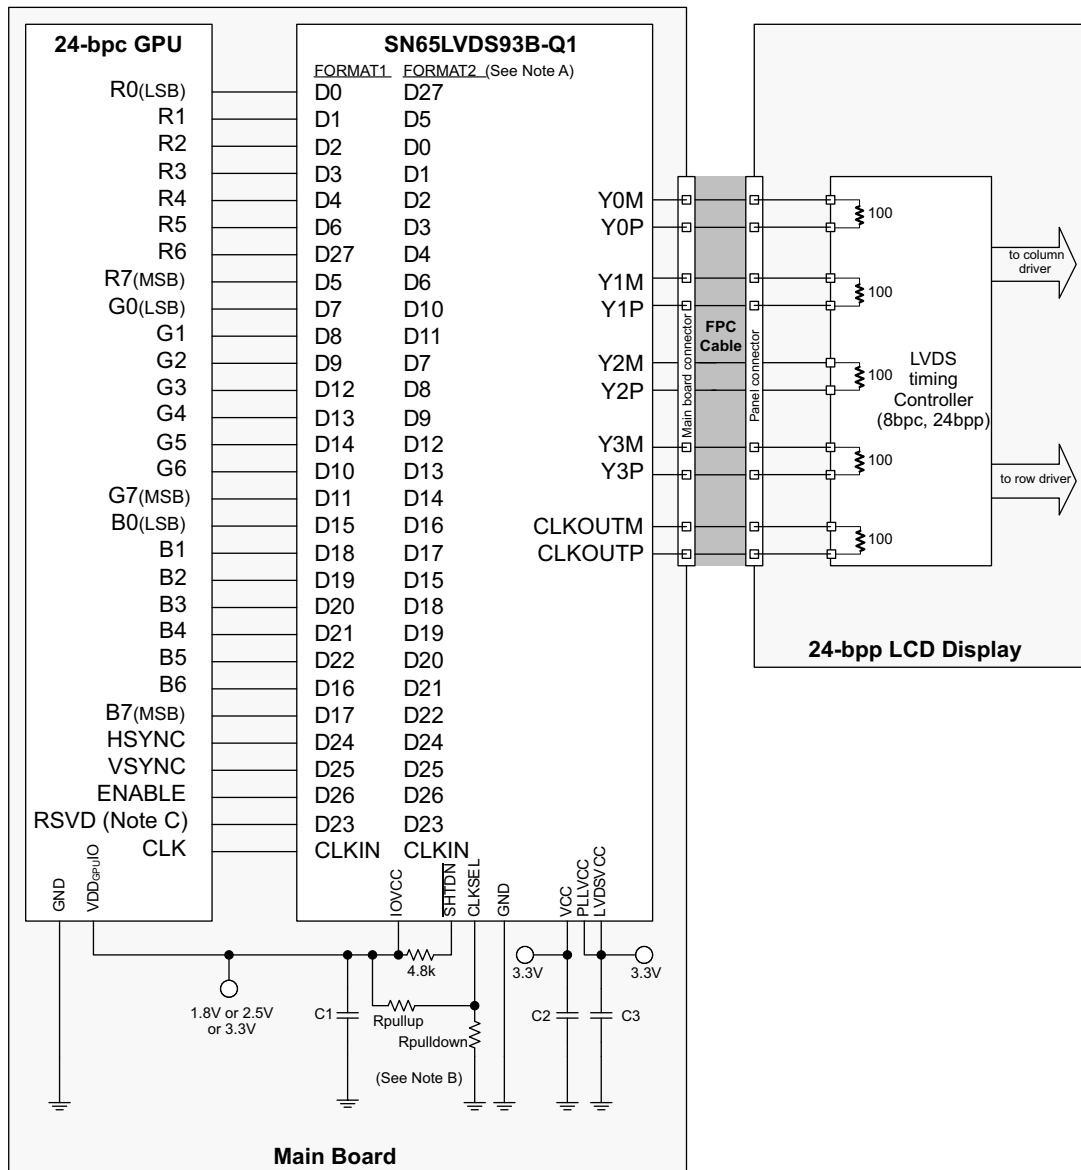 24-bpc GPU
SN65LVDS93B-Q1
FORMAT1 FORMAT2 (See Note A)
R0(LSB) D0 D27
R1 D1 D5
R2 D2 D0
R3 D3 D1
R4 D4 D2
R5 D6 D3
R6 D27 D4
R7(MSB) D5 D6
G0(LSB) D7 D10
G1 D8 D11
G2 D9 D7
G3 D12 D8
G4 D13 D9
G5 D14 D12
G6 D10 D13
G7(MSB) D11 D14
B0(LSB) D15 D16
B1 D18 D17
B2 D19 D15
B3 D20 D18
B4 D21 D19
B5 D22 D20
B6 D16 D21
B7(MSB) D17 D22
HSYNC D24 D24
VSYNC D25 D25
ENABLE D26 D26
RSVD (Note C) D23 D23
CLK CLKIN CLKIN
Y0M
Y0P
Y1M
Y1P
Y2M
Y2P
Y3M
Y3P
CLKOUTM
CLKOUTP
Main board connector
FPC
Cable
Panel connector
100
100
100
100
100
LVDS
timing
Controller
(8bpc, 24bpp)
to column
driver
to row driver
24-bpp LCD Display
GND
VDDGPUIO
IOVCC
SHTDN
CLKSEL
GND
VCC
PLLVCC
LVDSVCC
4.8k
3.3V
3.3V
1.8V or 2.5V
or 3.3V
C1
Rpullup
Rpulldown
C2
C3
(See Note B)
Main Board